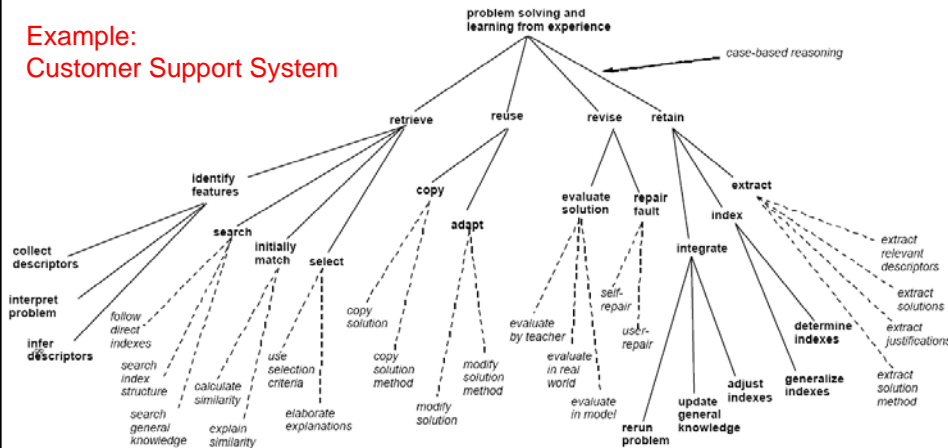 Example:
Customer Support System
problem solving and
learning from experience
case-based reasoning
retrieve
reuse
revise
retain
identify
features
search
initially
match
select
copy
adapt
evaluate
solution
repair
fault
integrate
index
extract
collect
descriptors
interpret
problem
infer
descriptors
follow
direct
indexes
search
index
structure
search
general
knowledge
calculate
similarity
explain
similarity
use
selection
criteria
elaborate
explanations
copy
solution
copy
solution
method
modify
solution
modify
solution
method
evaluate
by teacher
evaluate
in real
world
evaluate
in model
self-
repair
user-
repair
rerun
problem
update
general
knowledge
adjust
indexes
generalize
indexes
determine
indexes
extract
relevant
descriptors
extract
solutions
extract
justifications
extract
solution
method